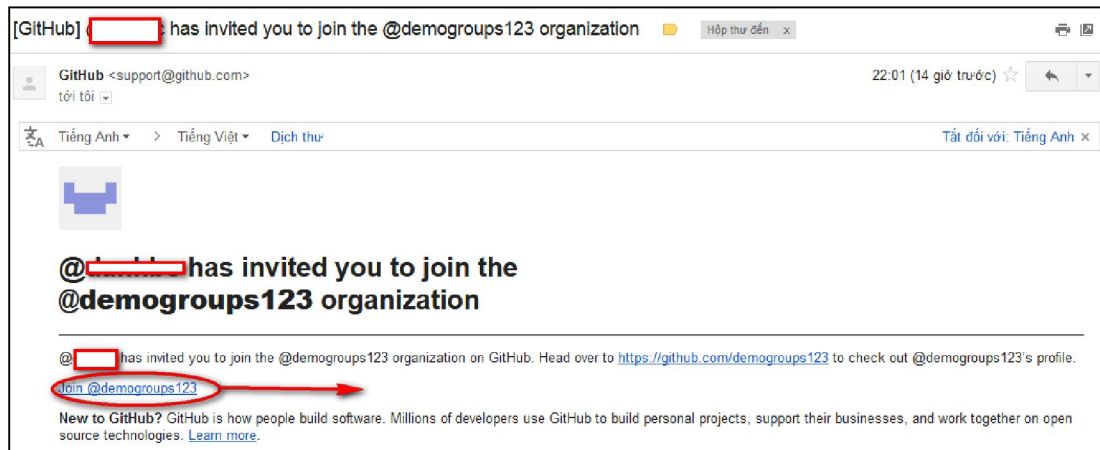 [GitHub] has invited you to join the @demogroups123 organization Hộp thư đến x
GitHub <support@github.com> 22:01 (14 giờ trước)
tới tôi
Tiếng Anh > Tiếng Việt Dịch thư Tắt đối với: Tiếng Anh ×
@ has invited you to join the
@demogroups123 organization
@ has invited you to join the @demogroups123 organization on GitHub. Head over to https://github.com/demogroups123 to check out @demogroups123's profile.
Join @demogroups123
New to GitHub? GitHub is how people build software. Millions of developers use GitHub to build personal projects, support their businesses, and work together on open
source technologies. Learn more.